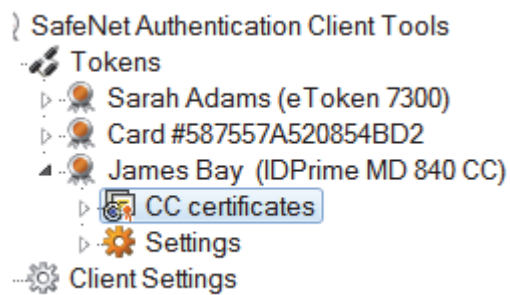 SafeNet Authentication Client Tools
Tokens
Sarah Adams (eToken 7300)
Card #587557A520854BD2
James Bay (IDPrime MD 840 CC)
CC certificates
Settings
Client Settings